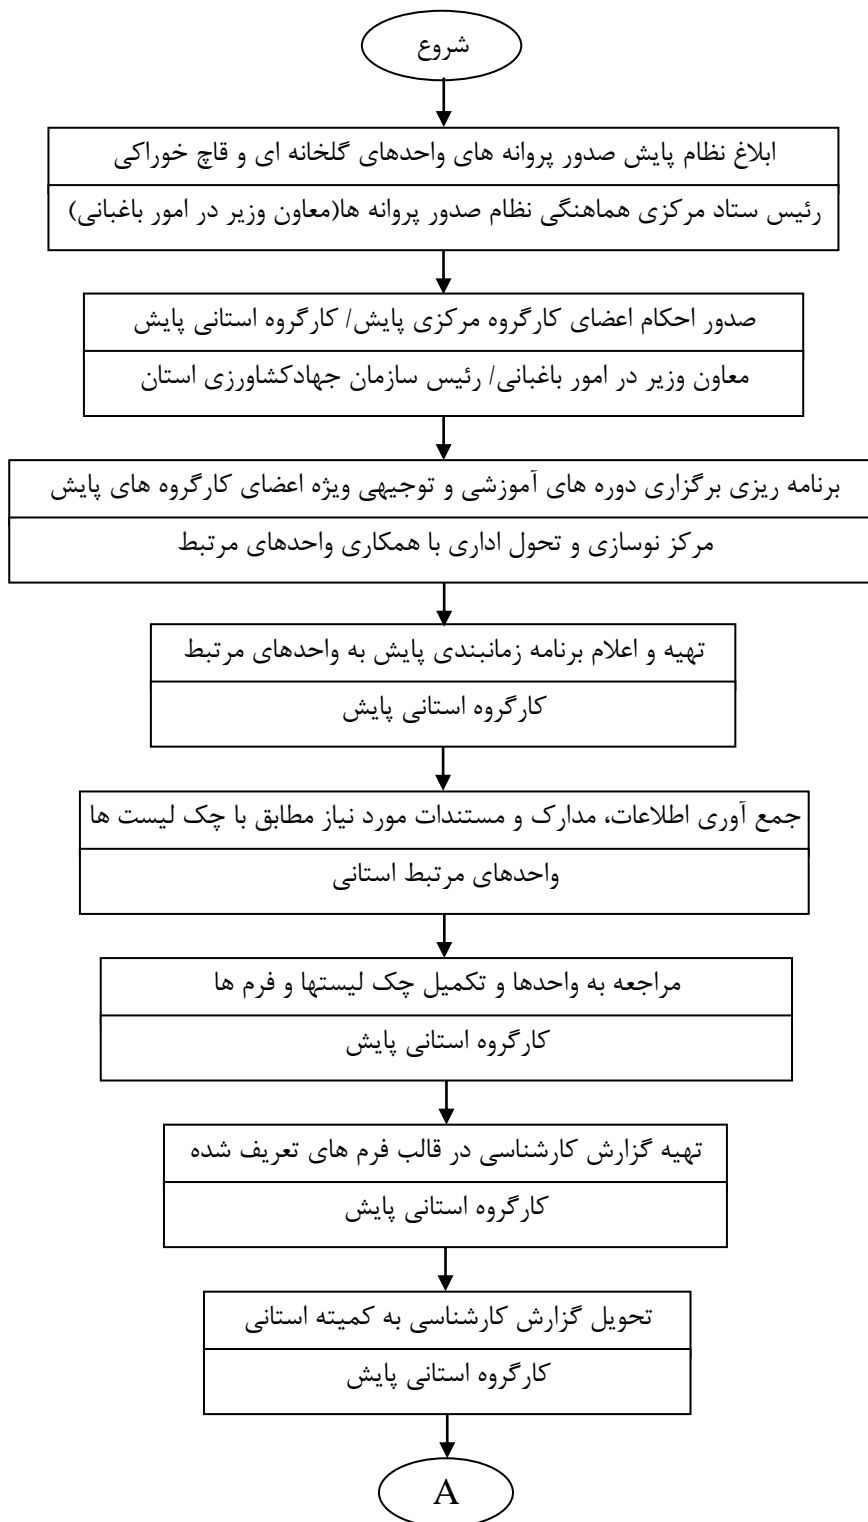 شروع
ابلاغ نظام پایش صدور پروانه های واحدهای گلخانه ای و قاچ خوراکی
رئیس ستاد مرکزی هماهنگی نظام صدور پروانه ها(معاون وزیر در امور باغبانی)
صدور احکام اعضای کارگروه مرکزی پایش/ کارگروه استانی پایش
معاون وزیر در امور باغبانی/ رئیس سازمان جهادکشاورزی استان
برنامه ریزی برگزاری دوره های آموزشی و توجیهی ویژه اعضای کارگروه های پایش
مرکز نوسازی و تحول اداری با همکاری واحدهای مرتبط
تهیه و اعلام برنامه زمانبندی پایش به واحدهای مرتبط
کارگروه استانی پایش
جمع آوری اطلاعات، مدارک و مستندات مورد نیاز مطابق با چک لیست ها
واحدهای مرتبط استانی
مراجعه به واحدها و تکمیل چک لیستها و فرم ها
کارگروه استانی پایش
تهیه گزارش کارشناسی در قالب فرم های تعریف شده
کارگروه استانی پایش
تحویل گزارش کارشناسی به کمیته استانی
کارگروه استانی پایش
A